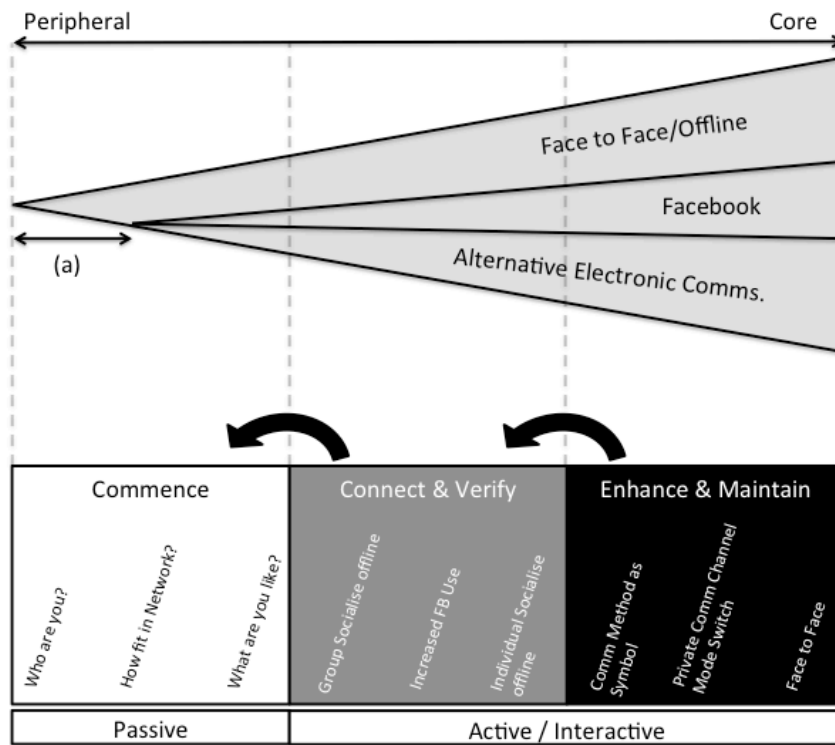 Peripheral
Core
Face to Face/Offline
Facebook
(a)
Alternative Electronic Comms.
Commence
Connect & Verify
Enhance & Maintain
Who are you?
How fit in Network?
What are you like?
Group Socialise offline
Increased FB Use
Individual Socialise
offline
Comm Method as
Symbol
Private Comm Channel
Mode Switch
Face to Face
Passive
Active / Interactive